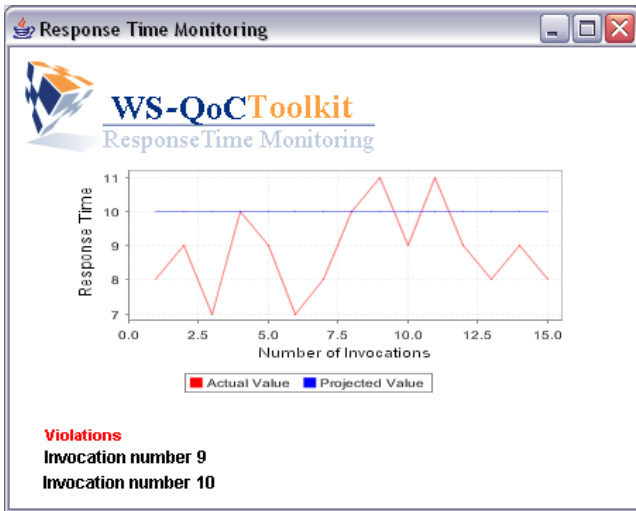 Response Time Monitoring
WS-QoCToolkit
ResponseTime Monitoring
Response Time
11
10
9
8
7
0.0 2.5 5.0 7.5 10.0 12.5 15.0
Number of Invocations
Actual Value Projected Value
Violations
Invocation number 9
Invocation number 10